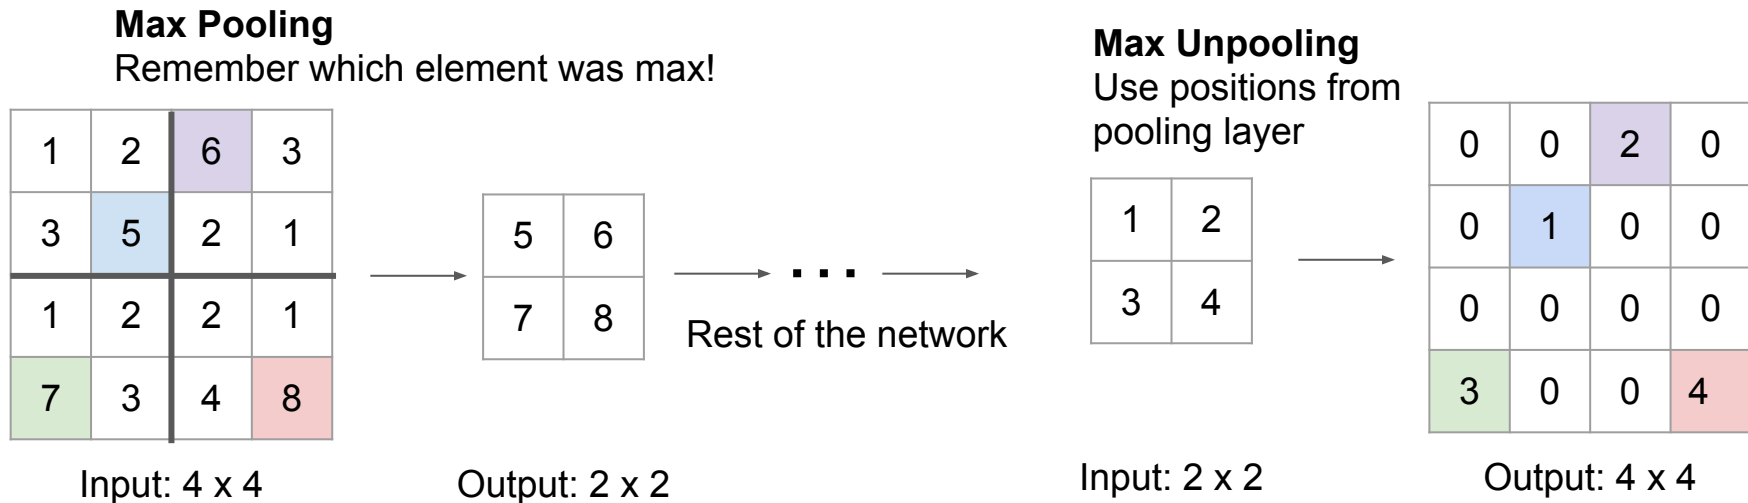 Max Pooling
Remember which element was max!
1 2 6 3
3 5 2 1
1 2 2 1
7 3 4 8
Input: 4 x 4
5 6
7 8
Output: 2 x 2
...
Rest of the network
Max Unpooling
Use positions from
pooling layer
1 2
3 4
Input: 2 x 2
0 0 2 0
0 1 0 0
0 0 0 0
3 0 0 4
Output: 4 x 4